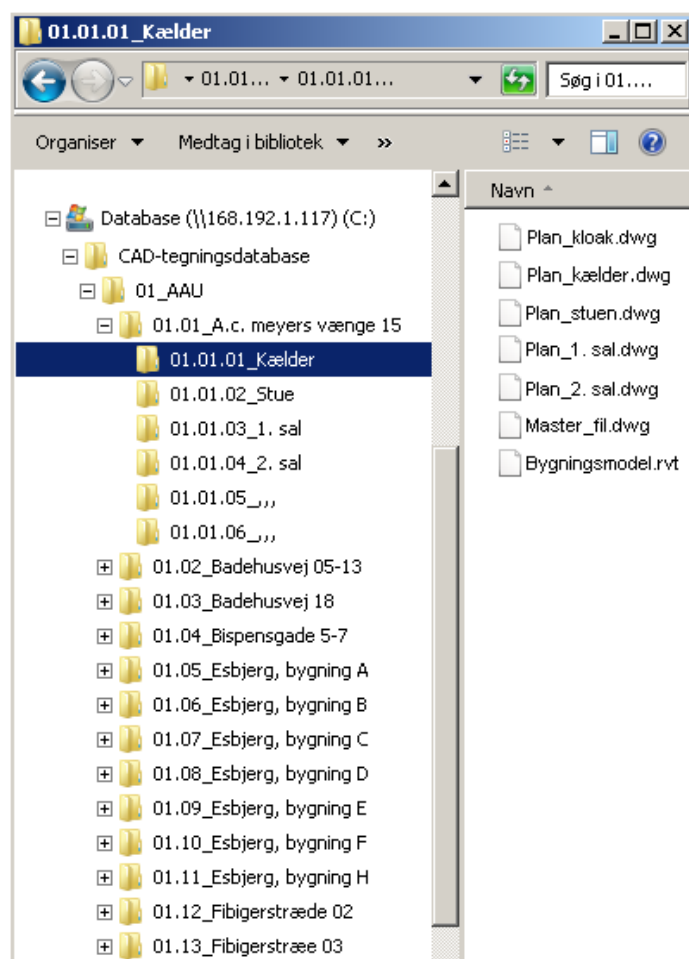 01.01.01_Kælder
01.01... 01.01.01...
Søg i 01....
Organiser Medtag i bibliotek »
Database (\\168.192.1.117) (C:)
CAD-tegningsdatabase
01_AAU
01.01_A.c. meyers vænge 15
01.01.01_Kælder
01.01.02_Stue
01.01.03_1. sal
01.01.04_2. sal
01.01.05_,,,
01.01.06_,,,
01.02_Badehusvej 05-13
01.03_Badehusvej 18
01.04_Bispensgade 5-7
01.05_Esbjerg, bygning A
01.06_Esbjerg, bygning B
01.07_Esbjerg, bygning C
01.08_Esbjerg, bygning D
01.09_Esbjerg, bygning E
01.10_Esbjerg, bygning F
01.11_Esbjerg, bygning H
01.12_Fibigerstræde 02
01.13_Fibigerstræe 03
Navn
Plan_kloak.dwg
Plan_kælder.dwg
Plan_stuen.dwg
Plan_1. sal.dwg
Plan_2. sal.dwg
Master_fil.dwg
Bygningsmodel.rvt